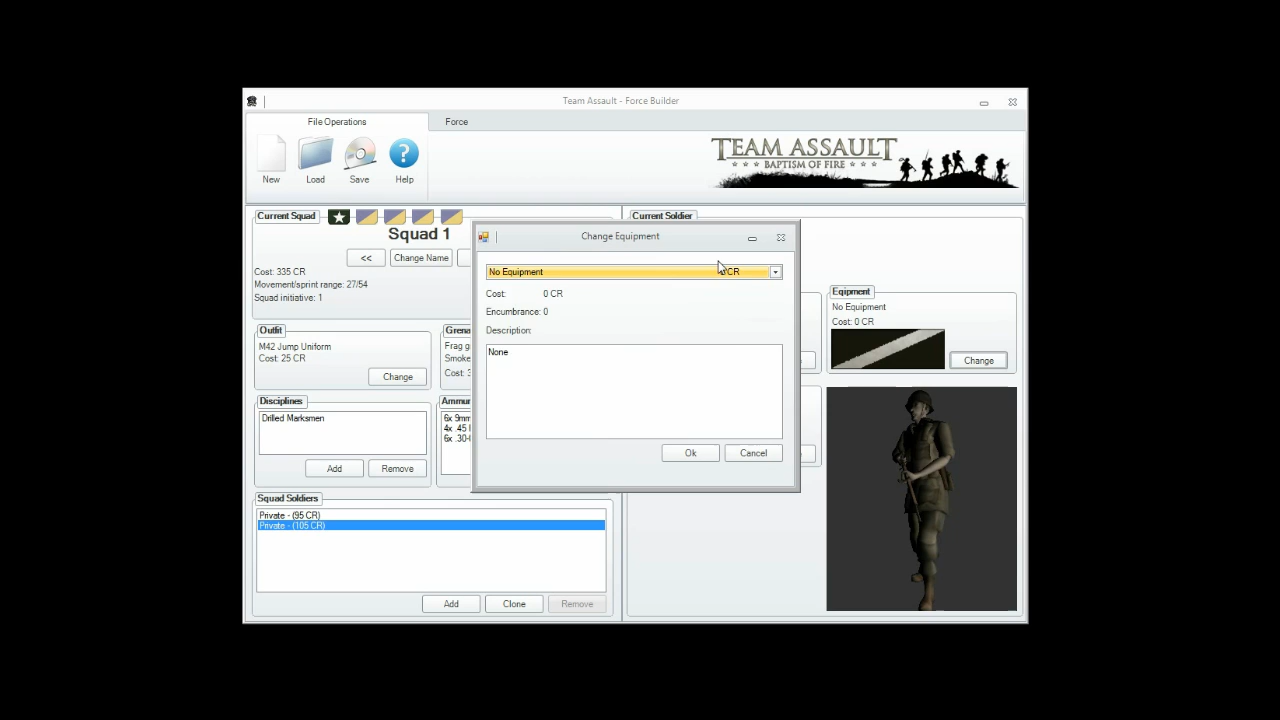 Team Assault - Force Builder
File Operations
Force
New
Load
Save
Help
TEAM ASSAULT
BAPTISM OF FIRE
Current Squad
Squad 1
<<
Change Name
Cost: 335 CR
Movement/sprint range: 27/54
Squad initiative: 1
Outfit
M42 Jump Uniform
Cost: 25 CR
Change
Frag g
Smoke
Cost: 3
Disciplines
Drilled Marksmen
Add
Remove
6x 9mm
4x .45
6x .30-
Squad Soldiers
Private - (95 CR)
Private - (105 CR)
Add
Clone
Remove
Change Equipment
No Equipment
CR
Cost: 0 CR
Encumbrance: 0
Description:
None
Ok
Cancel
Current Soldier
Eqipment
No Equipment
Cost: 0 CR
Change